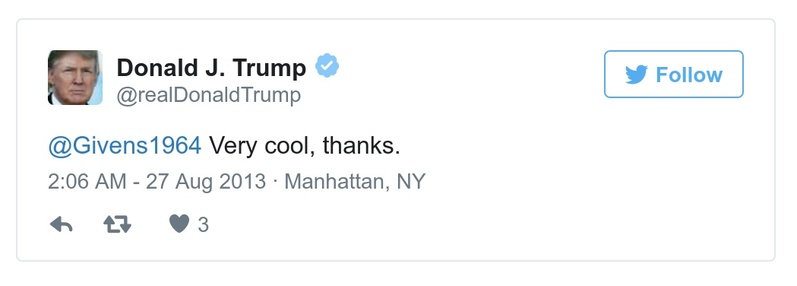 Donald J. Trump
@realDonaldTrump
Follow
@Givens1964 Very cool, thanks.
2:06 AM - 27 Aug 2013 · Manhattan, NY
3